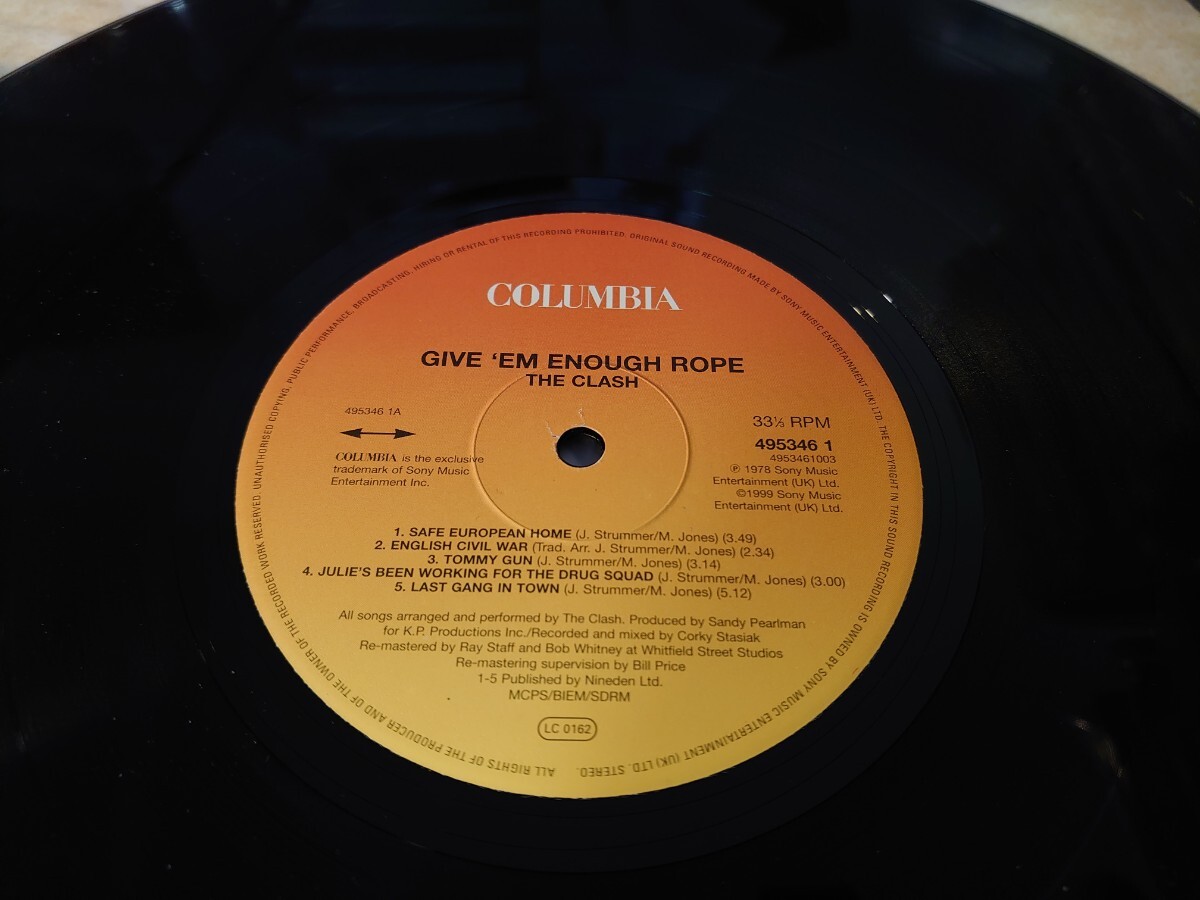 ALL RIGHTS OF THE PRODUCER AND OF THE OWNER OF THE RECORDED WORK RESERVED. UNAUTHORISED COPYING, PUBLIC PERFORMANCE, BROADCASTING, HIRING OR RENTAL OF THIS RECORDING PROHIBITED. ORIGINAL SOUND RECORDING MADE BY SONY MUSIC ENTERTAINMENT (UK) LTD. THE COPYRIGHT IN THIS SOUND RECORDING IS OWNED BY SONY MUSIC ENTERTAINMENT (UK) LTD. STEREO.
COLUMBIA
GIVE ‘EM ENOUGH ROPE
THE CLASH
495346 1A
COLUMBIA is the exclusive
trademark of Sony Music
Entertainment Inc.
33⅓ RPM
495346 1
4953461003
℗ 1978 Sony Music
Entertainment (UK) Ltd.
©1999 Sony Music
Entertainment (UK) Ltd.
1. SAFE EUROPEAN HOME (J. Strummer/M. Jones) (3.49)
2. ENGLISH CIVIL WAR (Trad. Arr. J. Strummer/M. Jones) (2.34)
3. TOMMY GUN (J. Strummer/M. Jones) (3.14)
4. JULIE'S BEEN WORKING FOR THE DRUG SQUAD (J. Strummer/M. Jones) (3.00)
5. LAST GANG IN TOWN (J. Strummer/M. Jones) (5.12)
All songs arranged and performed by The Clash. Produced by Sandy Pearlman
for K.P. Productions Inc./Recorded and mixed by Corky Stasiak
Re-mastered by Ray Staff and Bob Whitney at Whitfield Street Studios
Re-mastering supervision by Bill Price
1-5 Published by Nineden Ltd.
MCPS/BIEM/SDRM
LC 0162